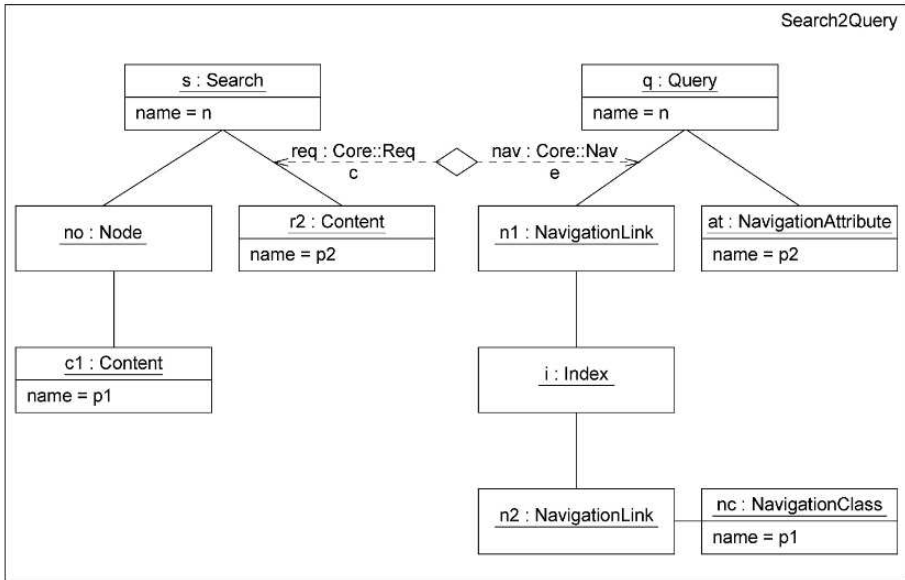 Search2Query
s : Search
name = n
q : Query
name = n
req : Core::Req
c
nav : Core::Nav
e
no : Node
r2 : Content
name = p2
n1 : NavigationLink
at : NavigationAttribute
name = p2
c1 : Content
name = p1
i : Index
n2 : NavigationLink
nc : NavigationClass
name = p1